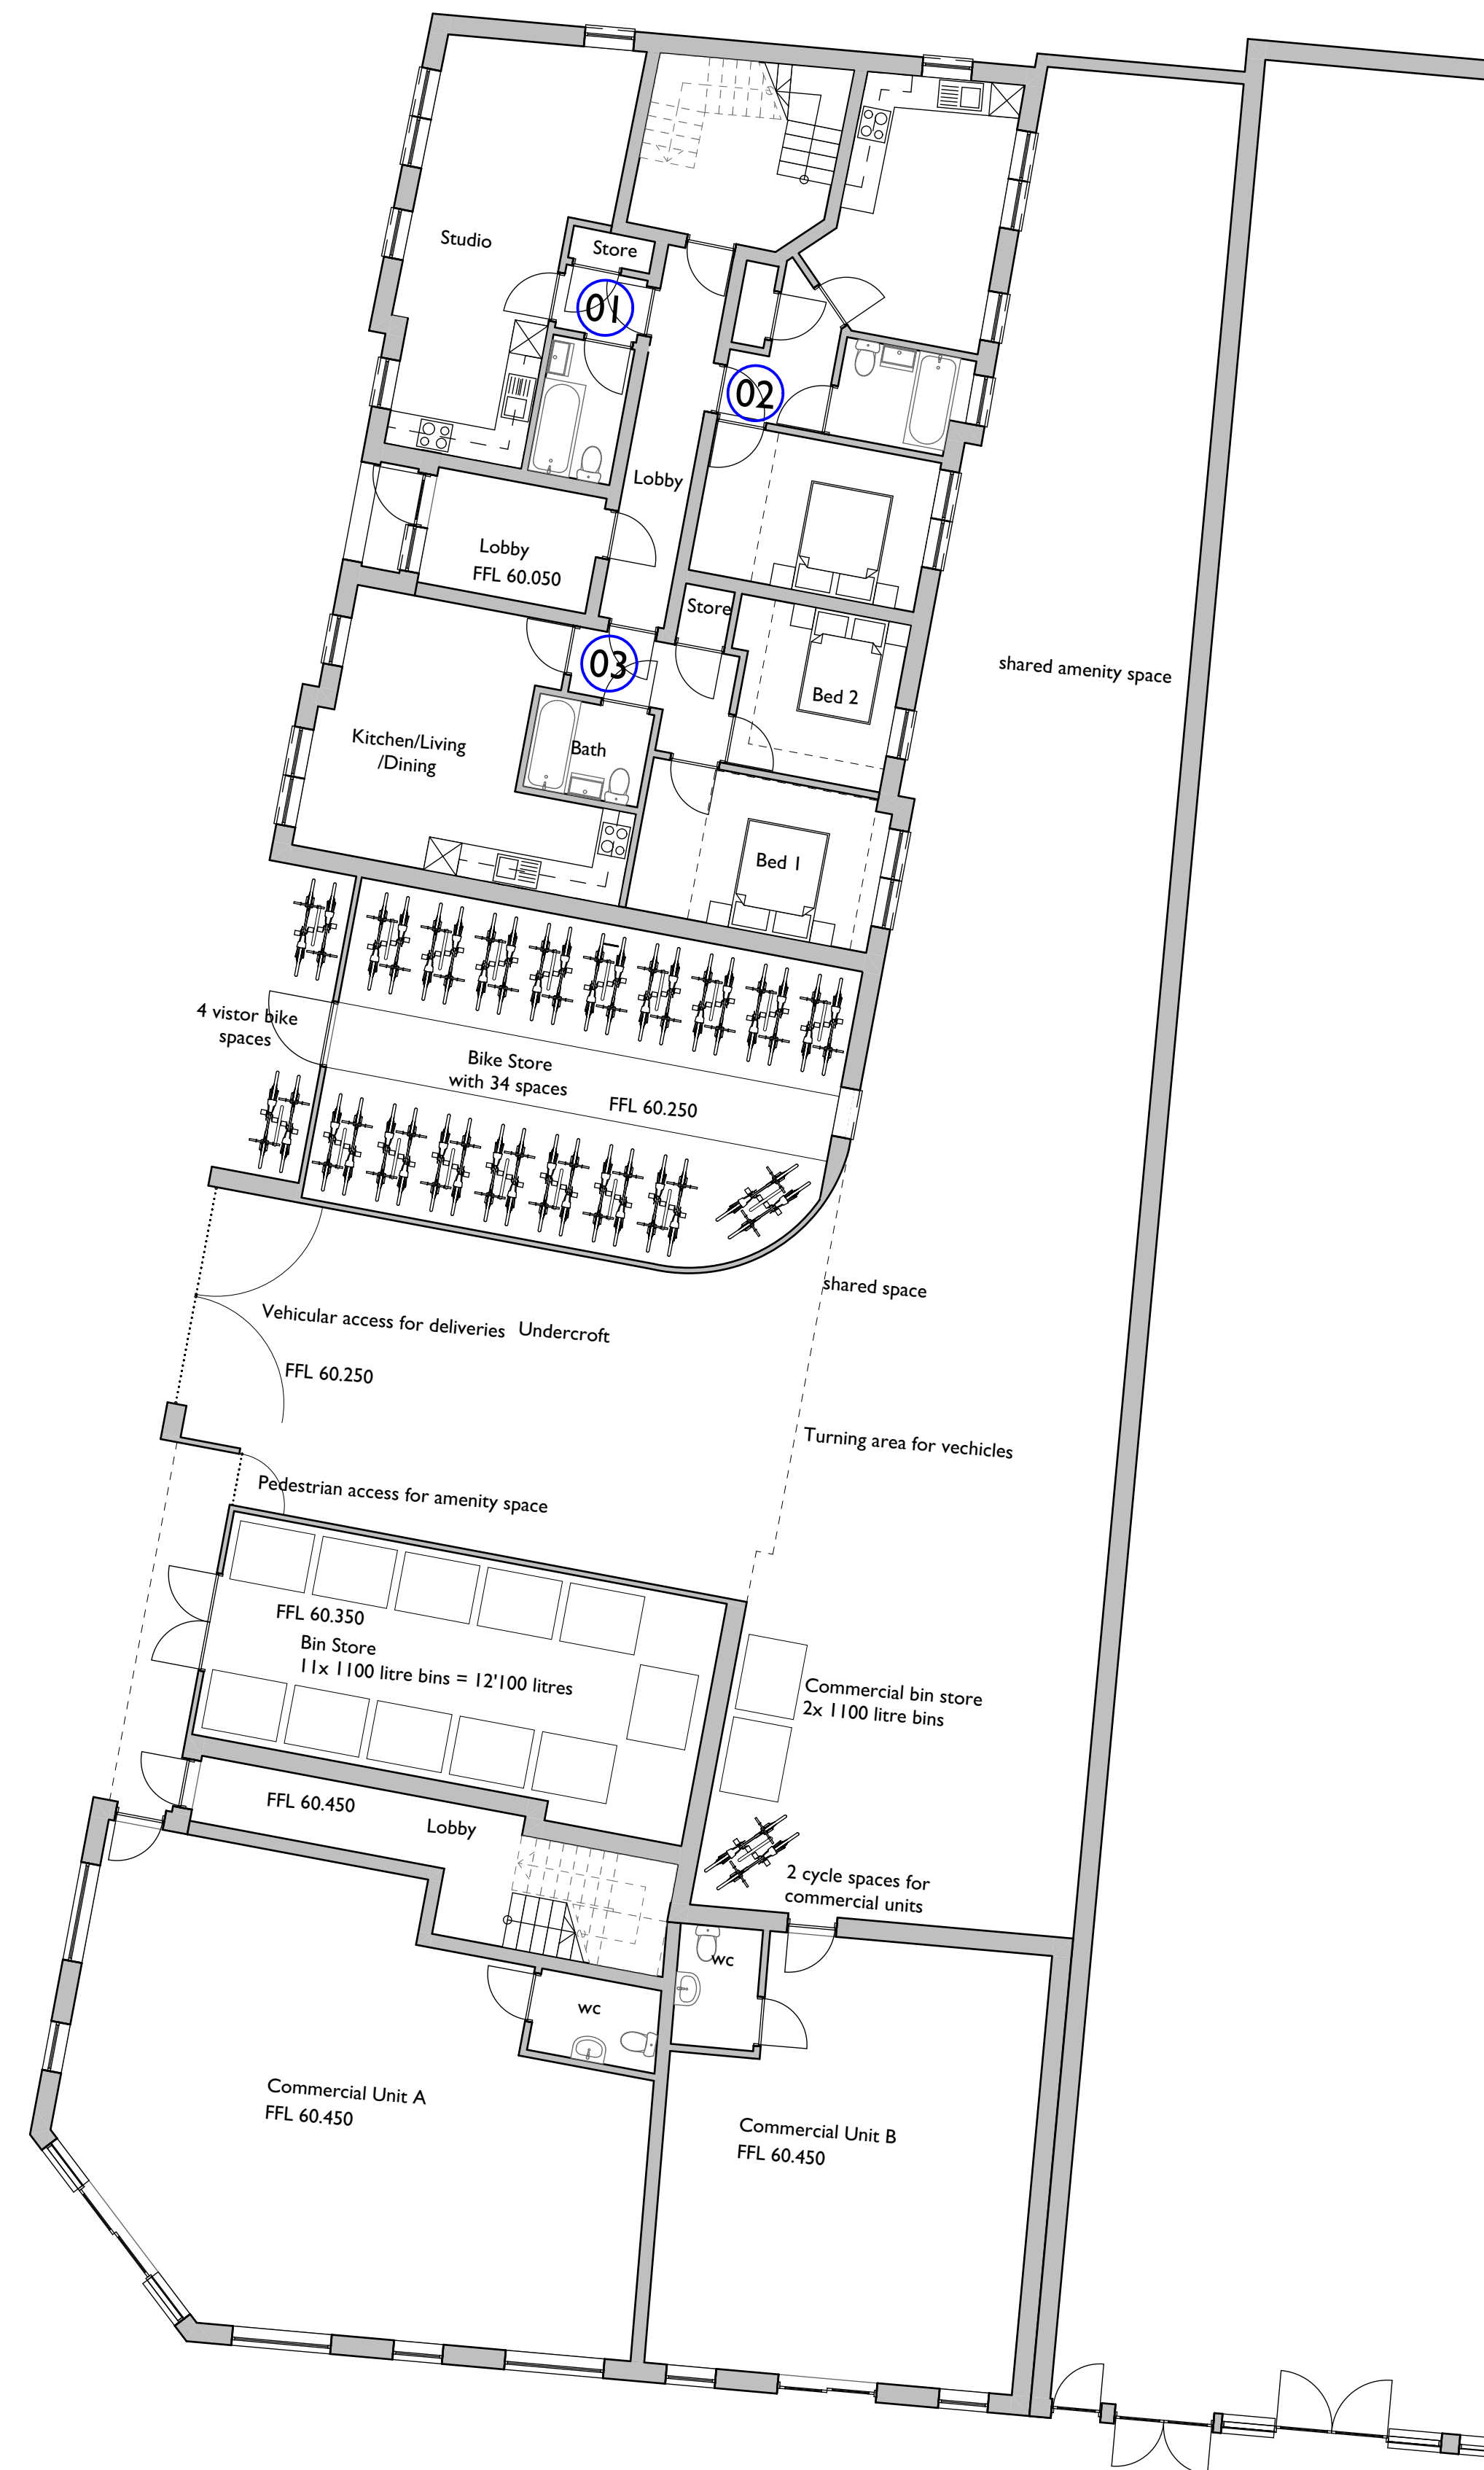 Studio
Store
01
02
Lobby
Lobby
FFL 60.050
Store
03
shared amenity space
Bed 2
Kitchen/Living
/Dining
Bath
Bed 1
4 vistor bike
spaces
Bike Store
with 34 spaces
FFL 60.250
shared space
Vehicular access for deliveries
Undercroft
FFL 60.250
Turning area for vechicles
Pedestrian access for amenity space
FFL 60.350
Bin Store
11x 1100 litre bins = 12'100 litres
Commercial bin store
2x 1100 litre bins
FFL 60.450
Lobby
2 cycle spaces for
commercial units
wc
wc
Commercial Unit A
FFL 60.450
Commercial Unit B
FFL 60.450